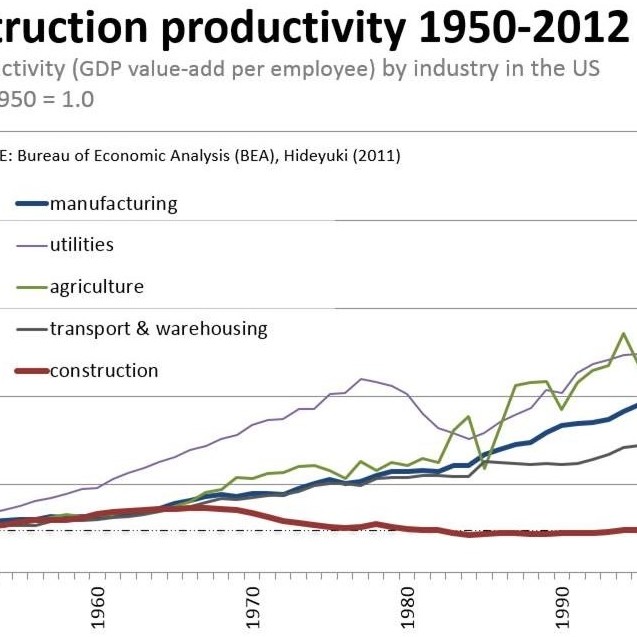 truction productivity 1950-2012
ctivity (GDP value-add per employee) by industry in the US
950 = 1.0
E: Bureau of Economic Analysis (BEA), Hideyuki (2011)
manufacturing
utilities
agriculture
transport & warehousing
construction
1960
1970
1980
1990